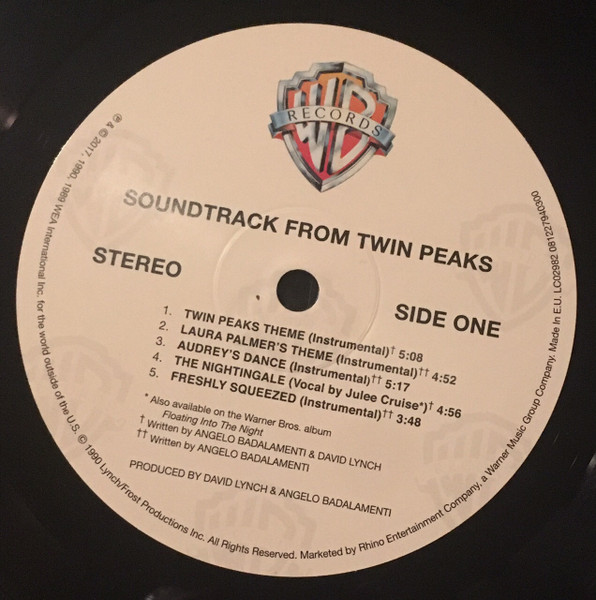 WB
RECORDS
SOUNDTRACK FROM TWIN PEAKS
STEREO
SIDE ONE
1. TWIN PEAKS THEME (Instrumental)† 5:08
2. LAURA PALMER'S THEME (Instrumental)†† 4:52
3. AUDREY'S DANCE (Instrumental)†† 5:17
4. THE NIGHTINGALE (Vocal by Julee Cruise*)† 4:56
5. FRESHLY SQUEEZED (Instrumental)†† 3:48
* Also available on the Warner Bros. album
Floating Into The Night
† Written by ANGELO BADALAMENTI & DAVID LYNCH
†† Written by ANGELO BADALAMENTI
PRODUCED BY DAVID LYNCH & ANGELO BADALAMENTI
℗ & © 2017, 1990, 1989 WEA International Inc. for the world outside of the U.S. © 1990 Lynch/Frost Productions Inc. All Rights Reserved. Marketed by Rhino Entertainment Company, a Warner Music Group Company. Made In E.U. LC02982 081227940300